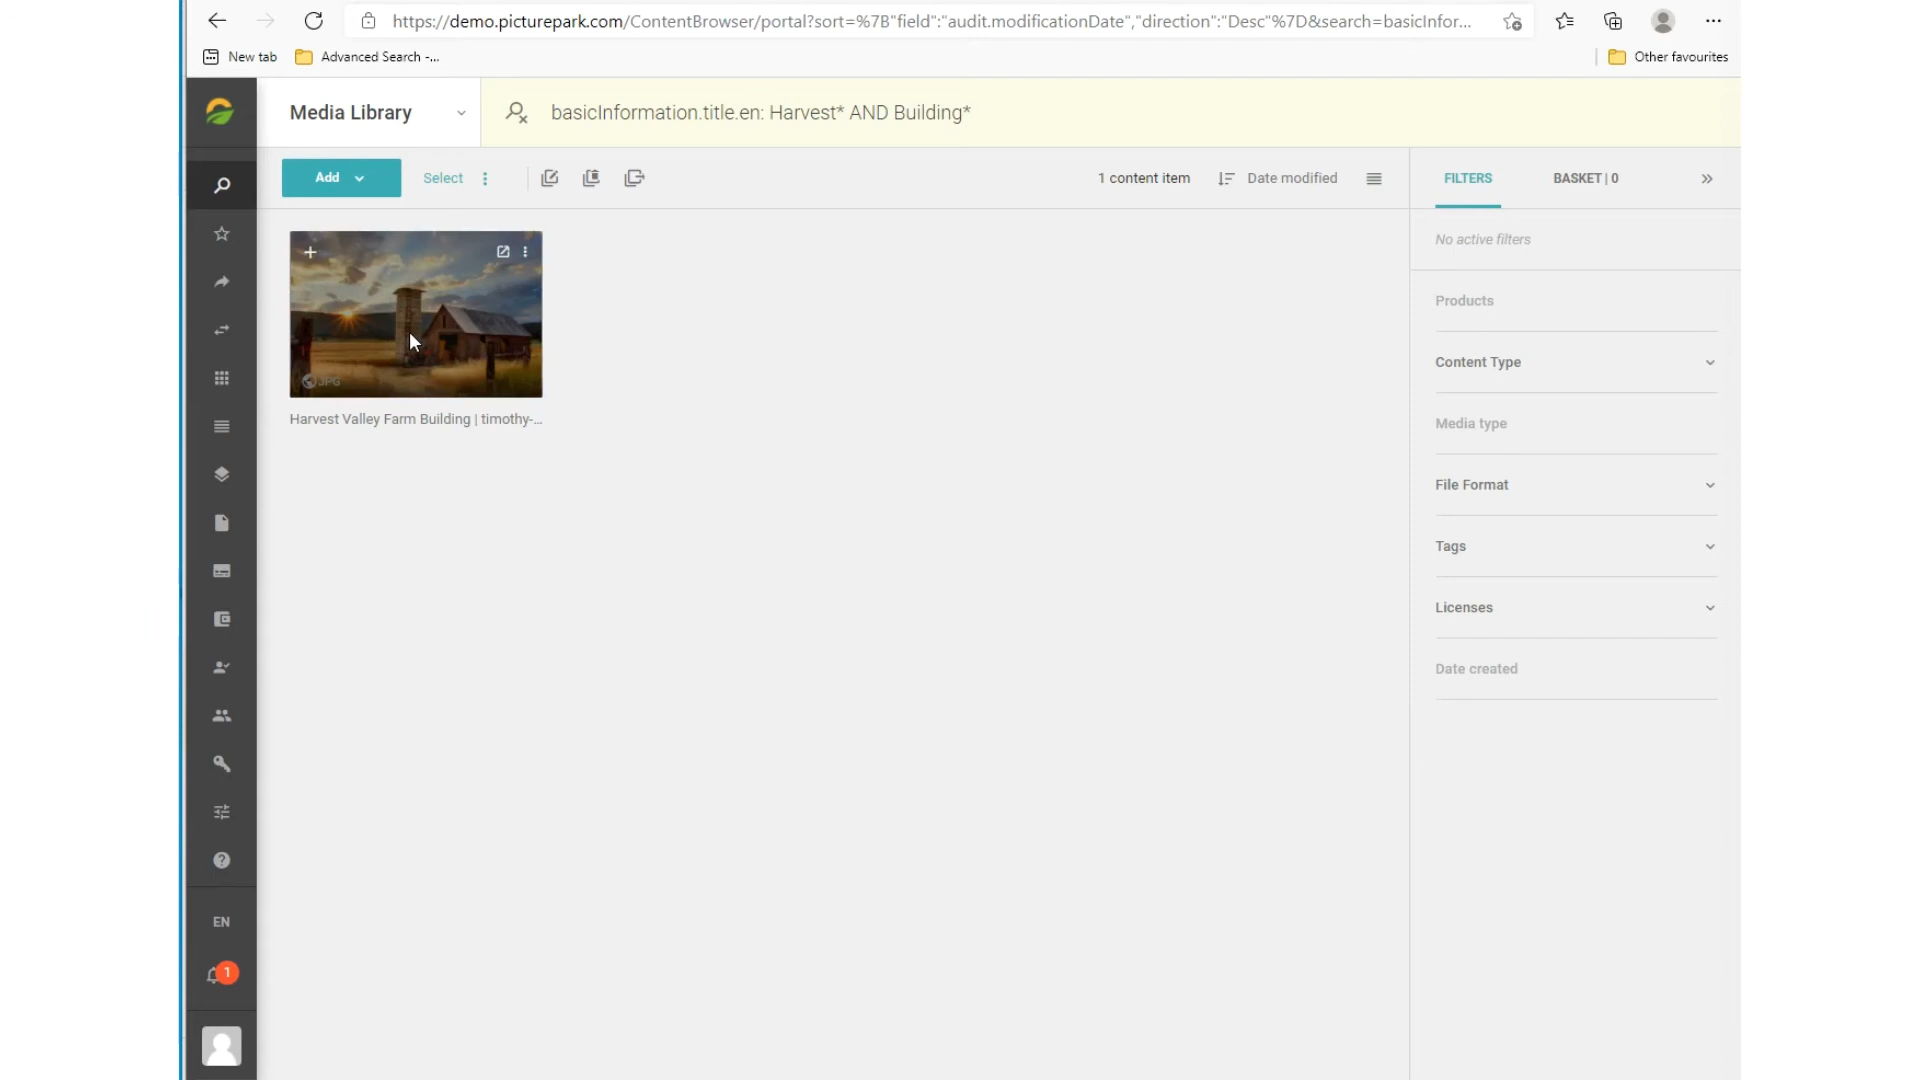 https://demo.picturepark.com/ContentBrowser/portal?sort=%7B"field":"audit.modificationDate","direction":"Desc"%7D&search=basicInfor...
New tab
Advanced Search -...
Other favourites
Media Library
basicInformation.title.en: Harvest* AND Building*
Add
Select
1 content item
Date modified
FILTERS
BASKET | 0
No active filters
JPG
Harvest Valley Farm Building | timothy-...
Products
Content Type
Media type
File Format
Tags
Licenses
Date created
EN
1